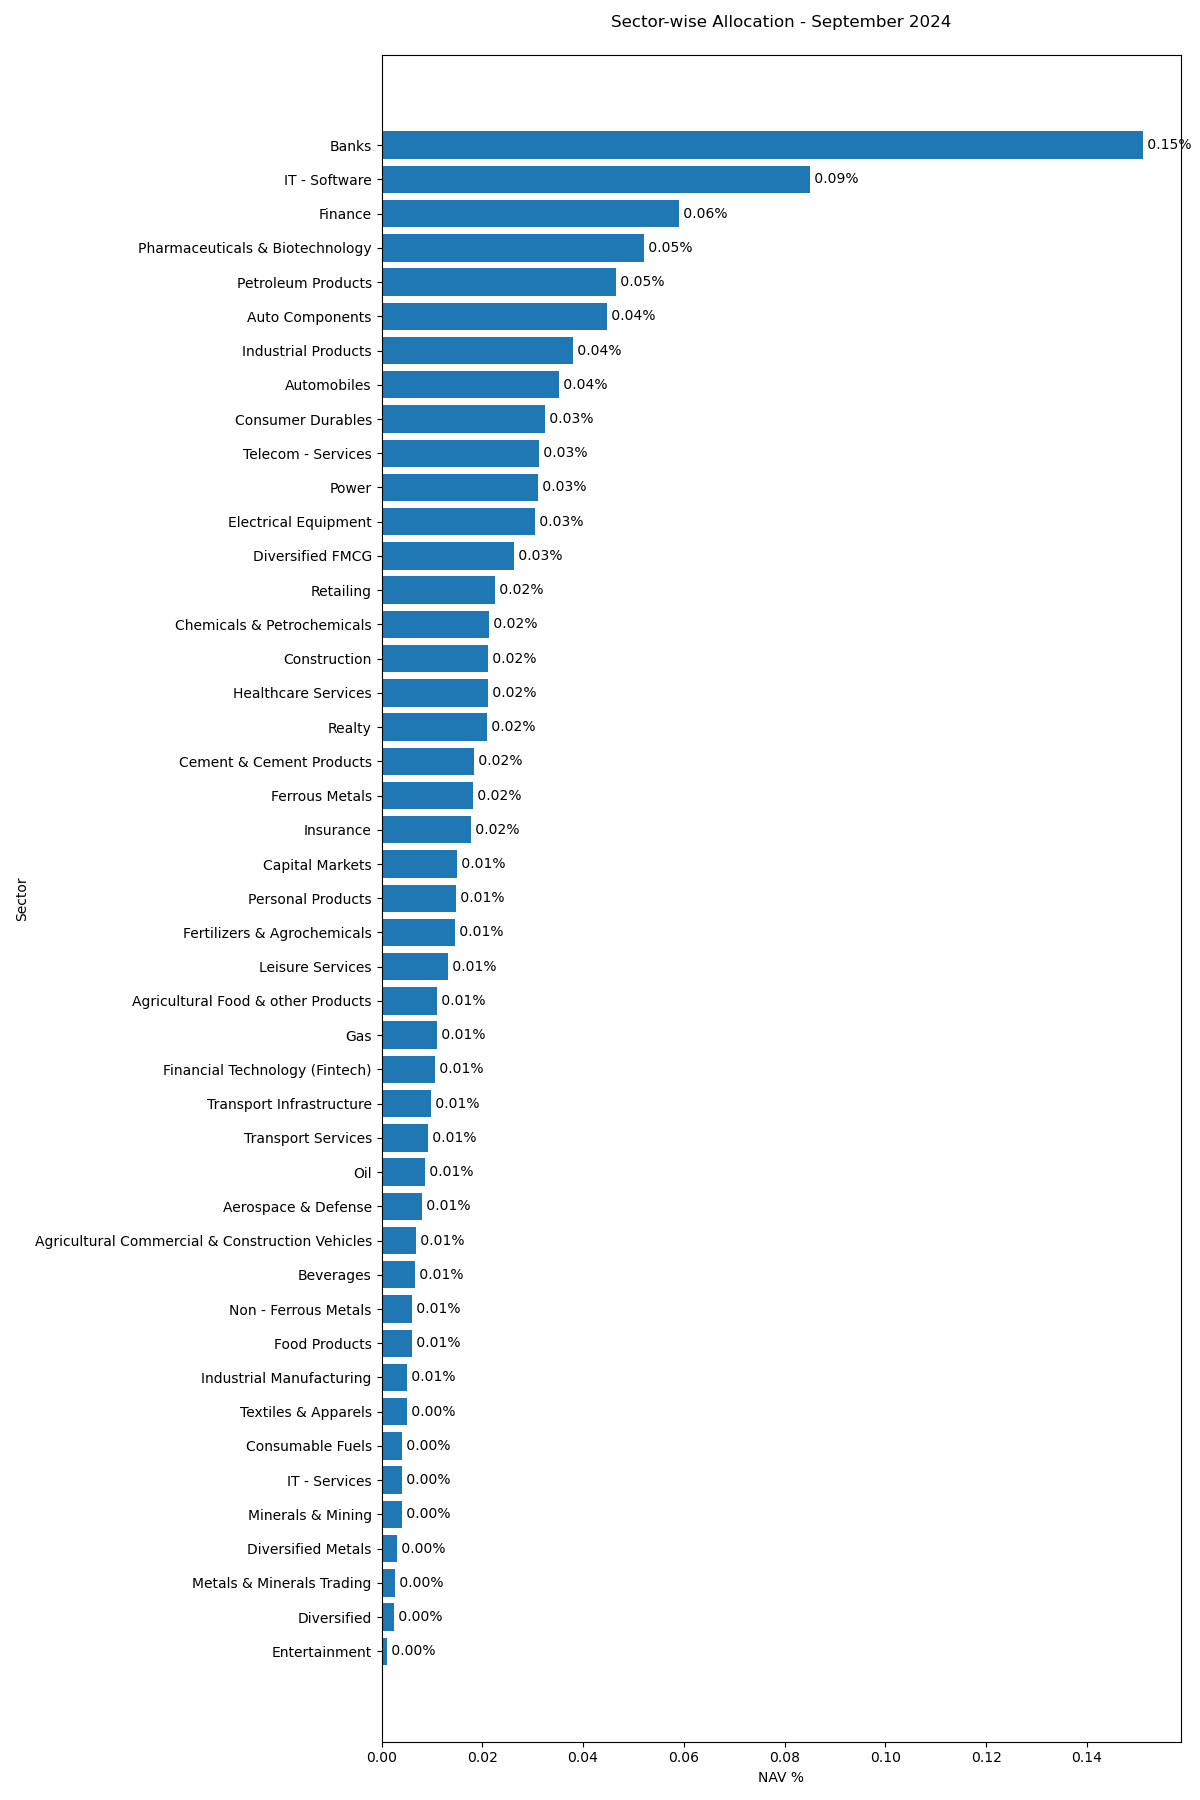 Sector-wise Allocation - September 2024
Banks 0.15%
IT - Software 0.09%
Finance 0.06%
Pharmaceuticals & Biotechnology 0.05%
Petroleum Products 0.05%
Auto Components 0.04%
Industrial Products 0.04%
Automobiles 0.04%
Consumer Durables 0.03%
Telecom - Services 0.03%
Power 0.03%
Electrical Equipment 0.03%
Diversified FMCG 0.03%
Retailing 0.02%
Chemicals & Petrochemicals 0.02%
Construction 0.02%
Healthcare Services 0.02%
Realty 0.02%
Cement & Cement Products 0.02%
Ferrous Metals 0.02%
Insurance 0.02%
Capital Markets 0.01%
Personal Products 0.01%
Fertilizers & Agrochemicals 0.01%
Leisure Services 0.01%
Agricultural Food & other Products 0.01%
Gas 0.01%
Financial Technology (Fintech) 0.01%
Transport Infrastructure 0.01%
Transport Services 0.01%
Oil 0.01%
Aerospace & Defense 0.01%
Agricultural Commercial & Construction Vehicles 0.01%
Beverages 0.01%
Non - Ferrous Metals 0.01%
Food Products 0.01%
Industrial Manufacturing 0.01%
Textiles & Apparels 0.00%
Consumable Fuels 0.00%
IT - Services 0.00%
Minerals & Mining 0.00%
Diversified Metals 0.00%
Metals & Minerals Trading 0.00%
Diversified 0.00%
Entertainment 0.00%
Sector
0.00 0.02 0.04 0.06 0.08 0.10 0.12 0.14
NAV %